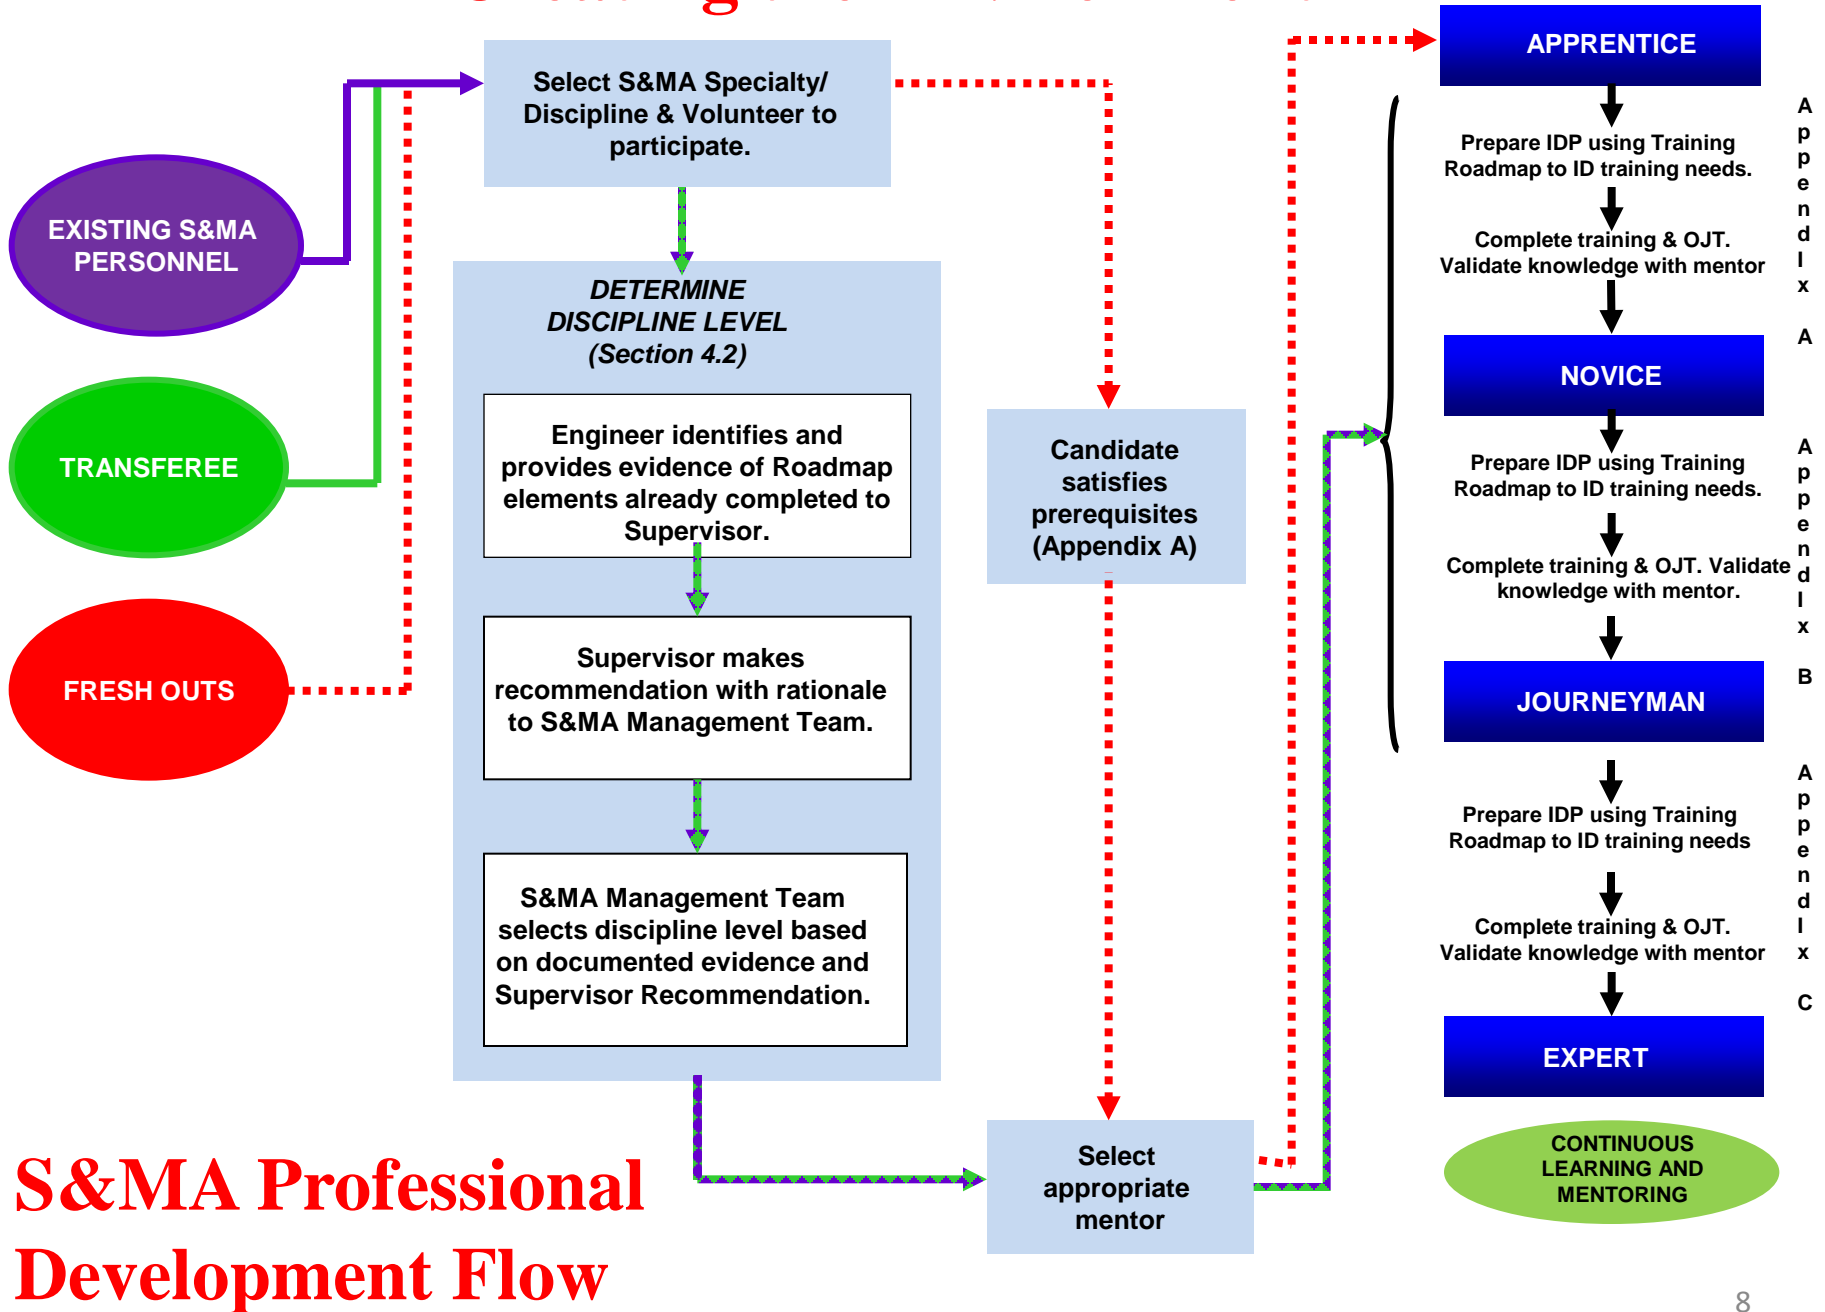 Select S&MA Specialty/
Discipline & Volunteer to
participate.
EXISTING S&MA
PERSONNEL
TRANSFEREE
FRESH OUTS
DETERMINE
DISCIPLINE LEVEL
(Section 4.2)
Engineer identifies and
provides evidence of Roadmap
elements already completed to
Supervisor.
Supervisor makes
recommendation with rationale
to S&MA Management Team.
S&MA Management Team
selects discipline level based
on documented evidence and
Supervisor Recommendation.
Candidate
satisfies
prerequisites
(Appendix A)
Select
appropriate
mentor
APPRENTICE
Prepare IDP using Training
Roadmap to ID training needs.
Complete training & OJT.
Validate knowledge with mentor
NOVICE
Prepare IDP using Training
Roadmap to ID training needs.
Complete training & OJT. Validate
knowledge with mentor.
JOURNEYMAN
Prepare IDP using Training
Roadmap to ID training needs
Complete training & OJT.
Validate knowledge with mentor
EXPERT
CONTINUOUS
LEARNING AND
MENTORING
AppendIx A
AppendIx B
AppendIx C
S&MA Professional
Development Flow
8